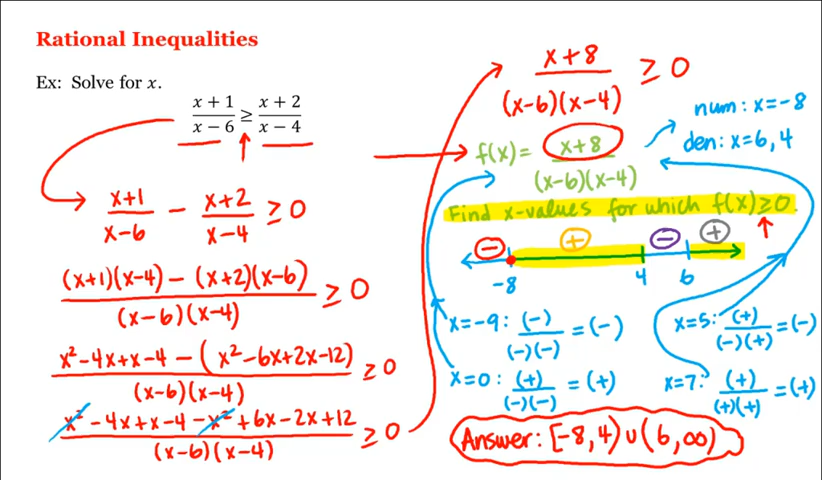 Rational Inequalities
Ex: Solve for x.
(x + 1)/(x − 6) ≥ (x + 2)/(x − 4)
(x+1)/(x-6) - (x+2)/(x-4) ≥ 0
((x+1)(x-4) - (x+2)(x-6))/((x-6)(x-4)) ≥ 0
(x² - 4x + x - 4 - (x² - 6x + 2x - 12))/((x-6)(x-4)) ≥ 0
(x² - 4x + x - 4 - x² + 6x - 2x + 12)/((x-6)(x-4)) ≥ 0
(x+8)/((x-6)(x-4)) ≥ 0
num: x = -8
den: x = 6, 4
f(x) = (x+8)/((x-6)(x-4))
Find x-values for which f(x) ≥ 0.
- + - +
-8 4 6
x = -9: (-)/((-)(-)) = (-)
x = 5: (+)/((-)(+)) = (-)
x = 0: (+)/((-)(-)) = (+)
x = 7: (+)/((+)(+)) = (+)
Answer: [-8, 4) ∪ (6, ∞)